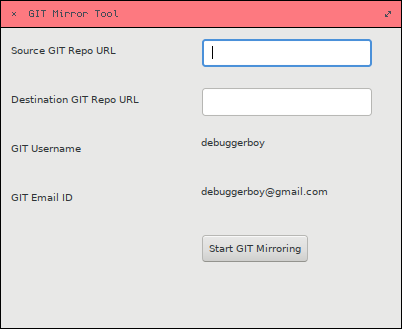 GIT Mirror Tool
Source GIT Repo URL
Destination GIT Repo URL
GIT Username debuggerboy
GIT Email ID debuggerboy@gmail.com
Start GIT Mirroring